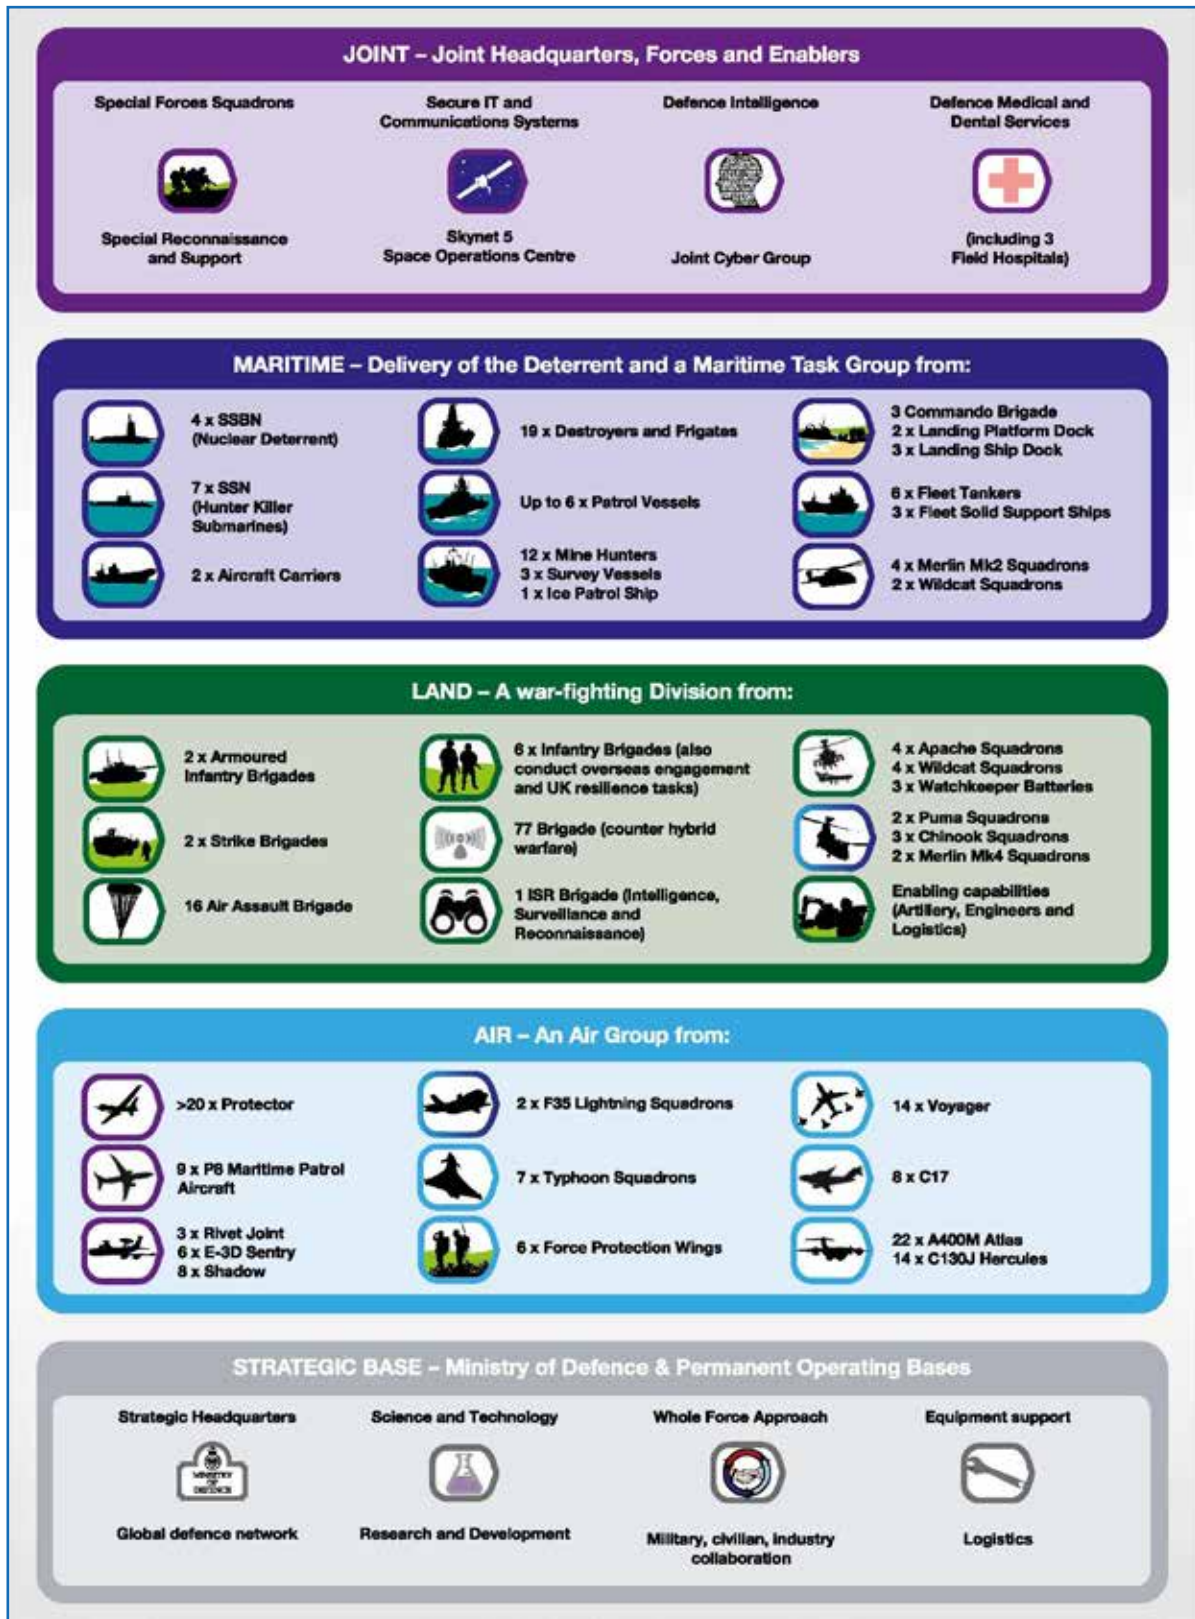 JOINT – Joint Headquarters, Forces and Enablers
Special Forces Squadrons
Special Reconnaissance
and Support
Secure IT and
Communications Systems
Skynet 5
Space Operations Centre
Defence Intelligence
Joint Cyber Group
Defence Medical and
Dental Services
(including 3
Field Hospitals)
MARITIME – Delivery of the Deterrent and a Maritime Task Group from:
4 x SSBN
(Nuclear Deterrent)
7 x SSN
(Hunter Killer
Submarines)
2 x Aircraft Carriers
19 x Destroyers and Frigates
Up to 6 x Patrol Vessels
12 x Mine Hunters
3 x Survey Vessels
1 x Ice Patrol Ship
3 Commando Brigade
2 x Landing Platform Dock
3 x Landing Ship Dock
6 x Fleet Tankers
3 x Fleet Solid Support Ships
4 x Merlin Mk2 Squadrons
2 x Wildcat Squadrons
LAND – A war-fighting Division from:
2 x Armoured
Infantry Brigades
2 x Strike Brigades
16 Air Assault Brigade
6 x Infantry Brigades (also
conduct overseas engagement
and UK resilience tasks)
77 Brigade (counter hybrid
warfare)
1 ISR Brigade (Intelligence,
Surveillance and
Reconnaissance)
4 x Apache Squadrons
4 x Wildcat Squadrons
3 x Watchkeeper Batteries
2 x Puma Squadrons
3 x Chinook Squadrons
2 x Merlin Mk4 Squadrons
Enabling capabilities
(Artillery, Engineers and
Logistics)
AIR – An Air Group from:
>20 x Protector
9 x P8 Maritime Patrol
Aircraft
3 x Rivet Joint
6 x E-3D Sentry
8 x Shadow
2 x F35 Lightning Squadrons
7 x Typhoon Squadrons
6 x Force Protection Wings
14 x Voyager
8 x C17
22 x A400M Atlas
14 x C130J Hercules
STRATEGIC BASE – Ministry of Defence & Permanent Operating Bases
Strategic Headquarters
MINISTRY
OF
DEFENCE
Global defence network
Science and Technology
Research and Development
Whole Force Approach
Military, civilian, industry
collaboration
Equipment support
Logistics